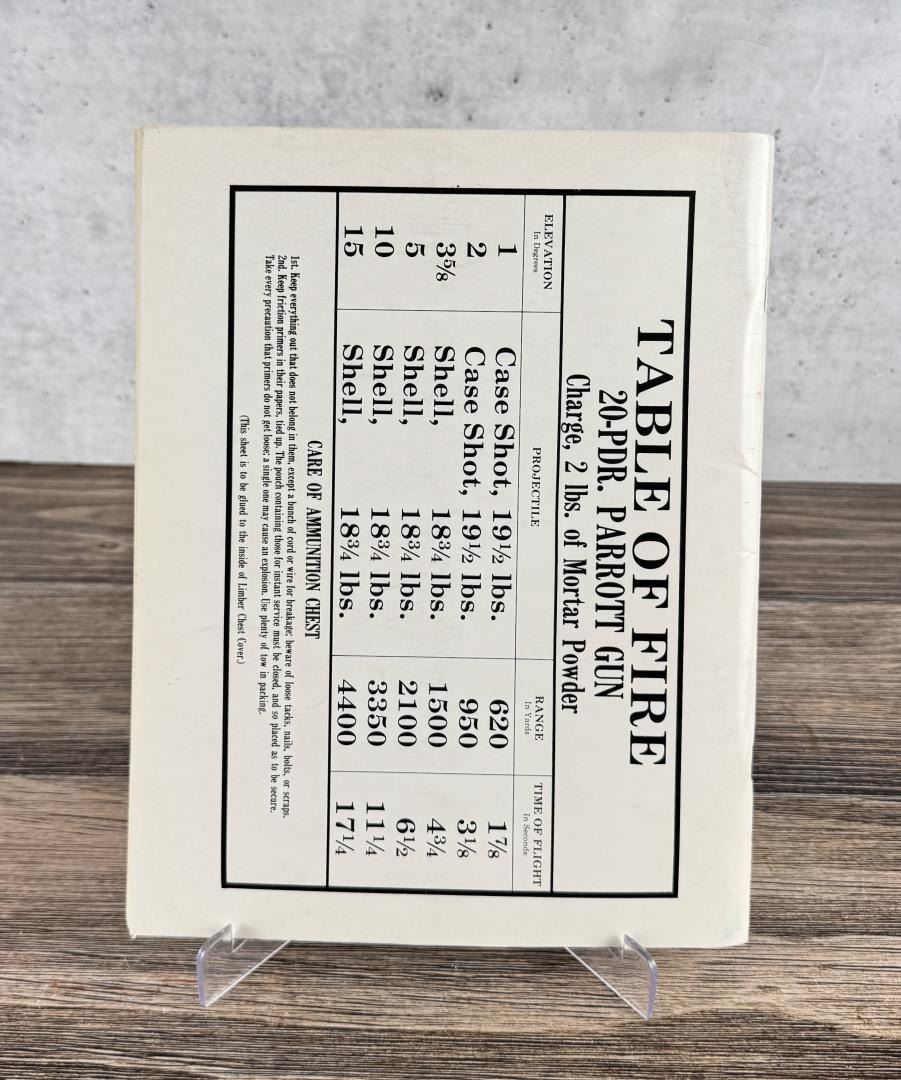 TABLE OF FIRE
20-PDR. PARROTT GUN
Charge, 2 lbs. of Mortar Powder
ELEVATION PROJECTILE RANGE TIME OF FLIGHT
In Degrees In Yards In Seconds
1 Case Shot, 19½ lbs. 620 1⅞
2 Case Shot, 19½ lbs. 950 3⅛
3⅝ Shell, 18¾ lbs. 1500 4¾
5 Shell, 18¾ lbs. 2100 6½
10 Shell, 18¾ lbs. 3350 11¼
15 Shell, 18¾ lbs. 4400 17¼
CARE OF AMMUNITION CHEST
1st. Keep everything out that does not belong in them, except a bunch of cord or wire for breakage; beware of loose tacks, nails, bolts, or scraps.
2nd. Keep friction primers in their papers, tied up. The pouch containing those for instant service must be closed, and so placed as to be secure.
Take every precaution that primers do not get loose; a single one may cause an explosion. Use plenty of tow in packing.
(This sheet is to be glued to the inside of Limber Chest Cover.)